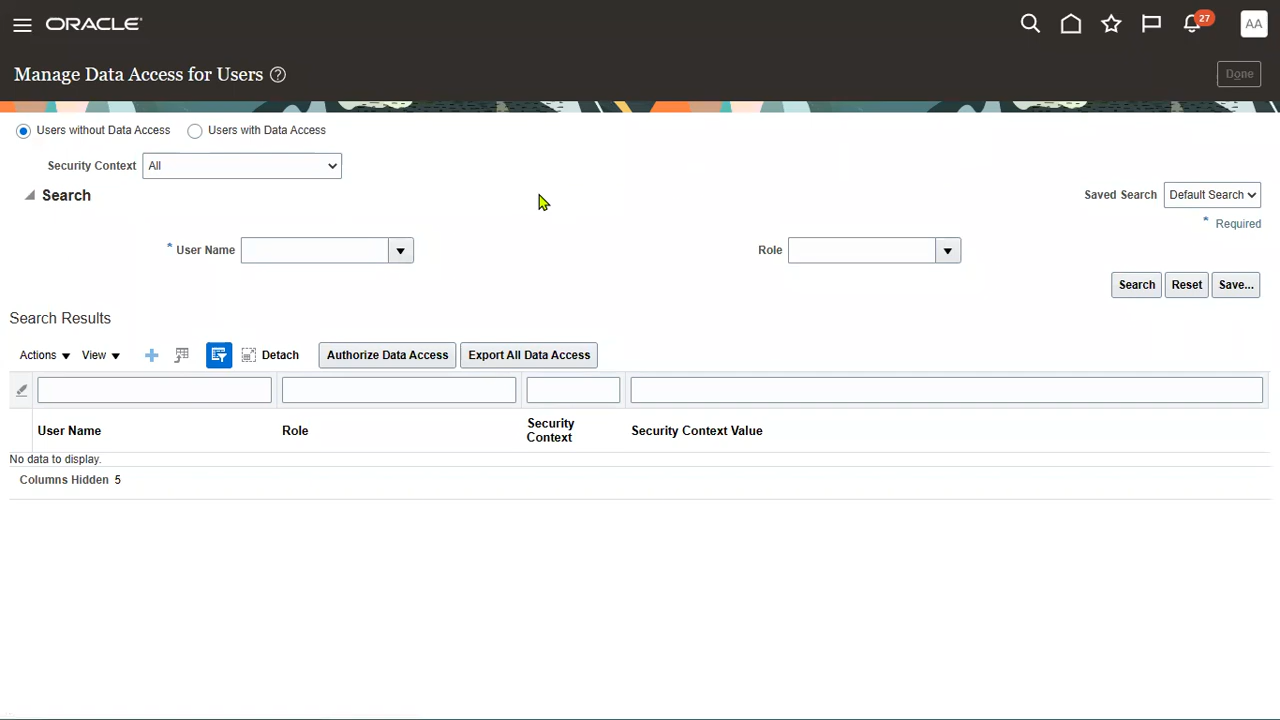 ORACLE
27
AA
Manage Data Access for Users
Done
Users without Data Access Users with Data Access
Security Context All
Search
Saved Search Default Search
* Required
* User Name
Role
Search Reset Save...
Search Results
Actions View Detach Authorize Data Access Export All Data Access
User Name Role Security Context Security Context Value
No data to display.
Columns Hidden 5